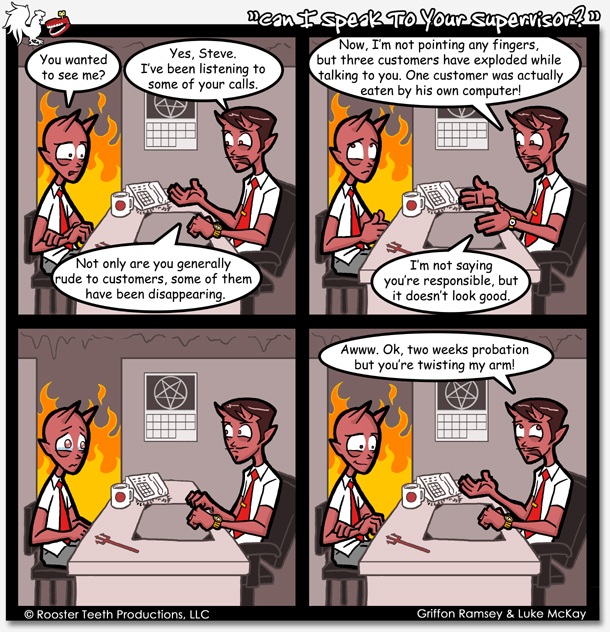 "Can I Speak To Your Supervisor?"
You wanted
to see me?
Yes, Steve.
I've been listening to
some of your calls.
Not only are you generally
rude to customers, some of them
have been disappearing.
Now, I'm not pointing any fingers,
but three customers have exploded while
talking to you. One customer was actually
eaten by his own computer!
I'm not saying
you're responsible, but
it doesn't look good.
Awww. Ok, two weeks probation
but you're twisting my arm!
© Rooster Teeth Productions, LLC
Griffon Ramsey & Luke McKay